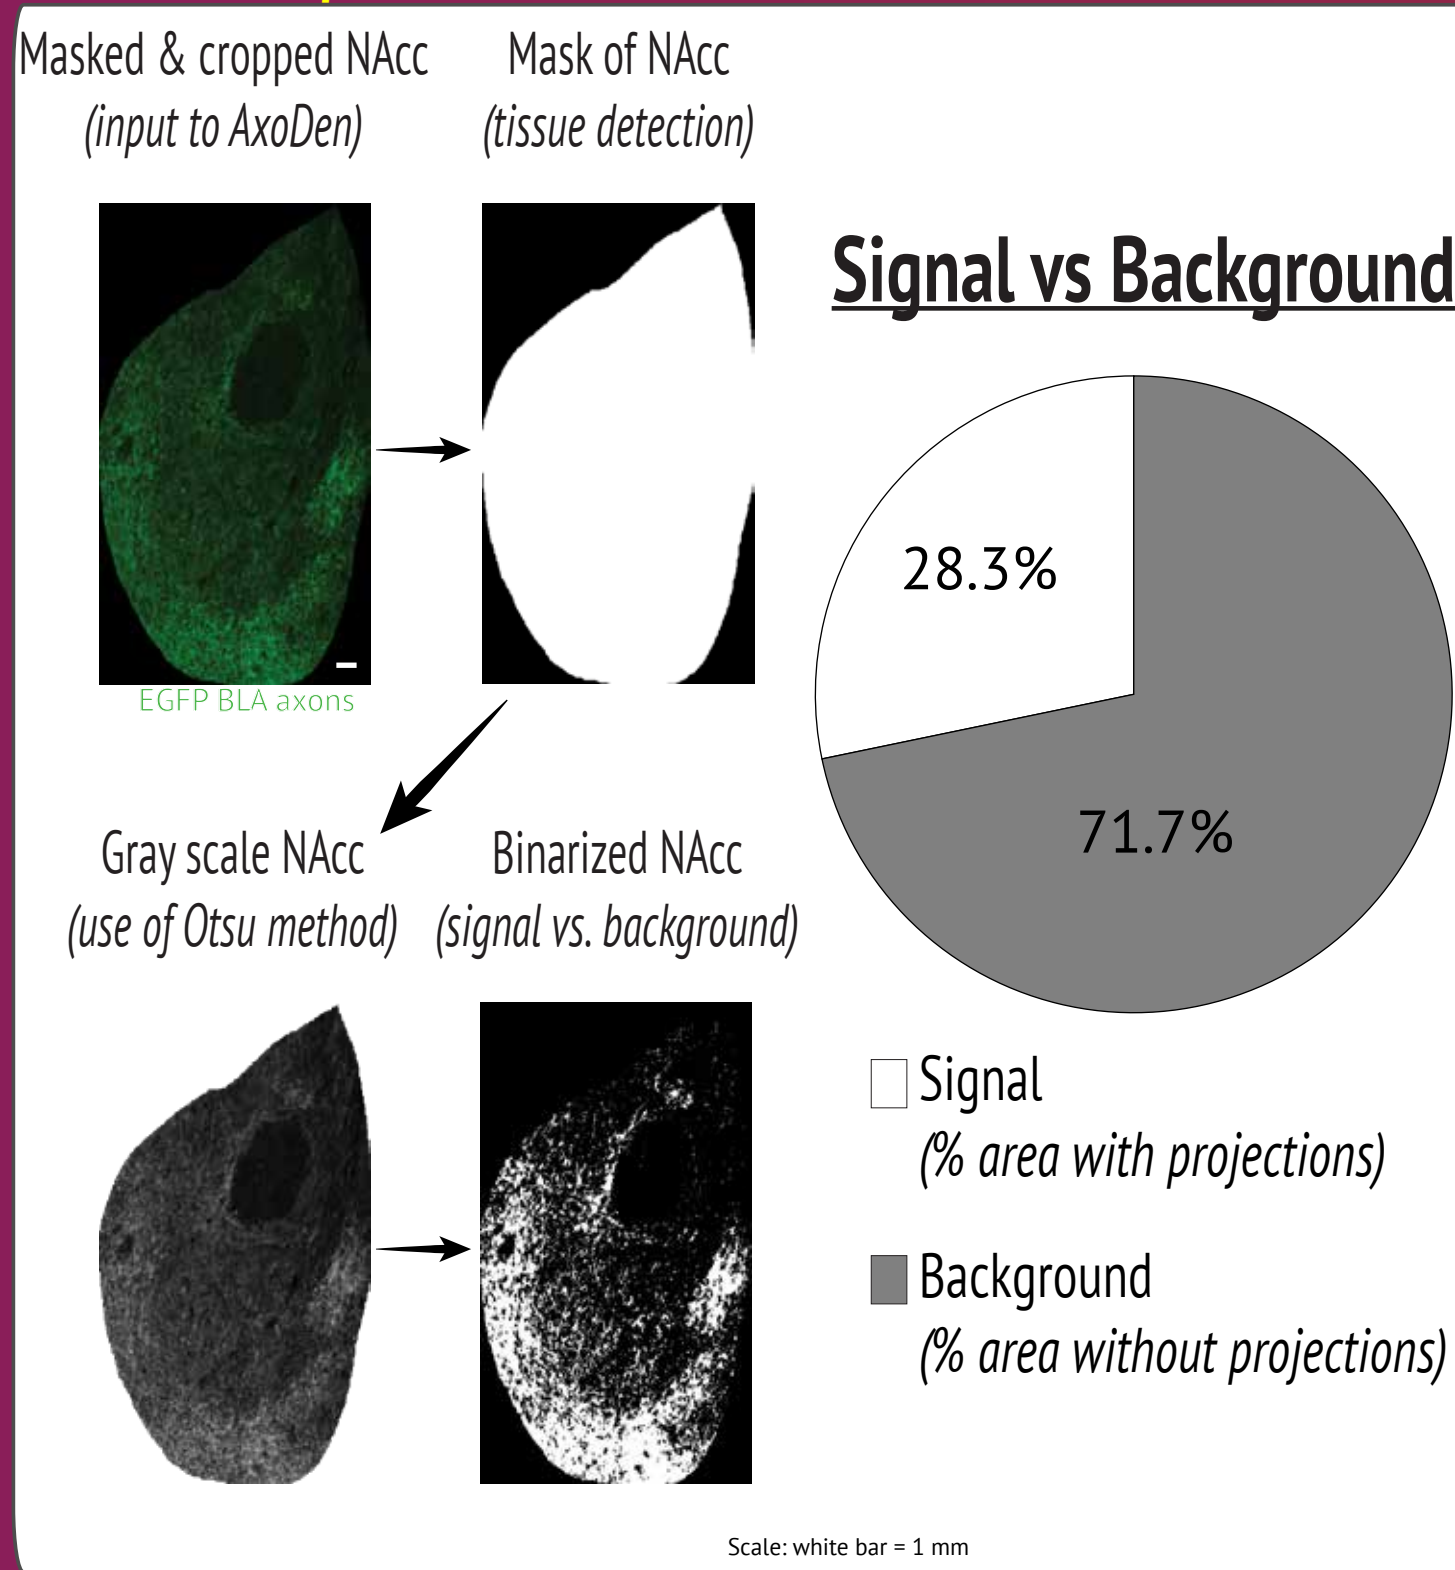 Masked & cropped NAcc
(input to AxoDen)
Mask of NAcc
(tissue detection)
EGFP BLA axons
Gray scale NAcc
(use of Otsu method)
Binarized NAcc
(signal vs. background)
Signal vs Background
28.3%
71.7%
Signal
(% area with projections)
Background
(% area without projections)
Scale: white bar = 1 mm